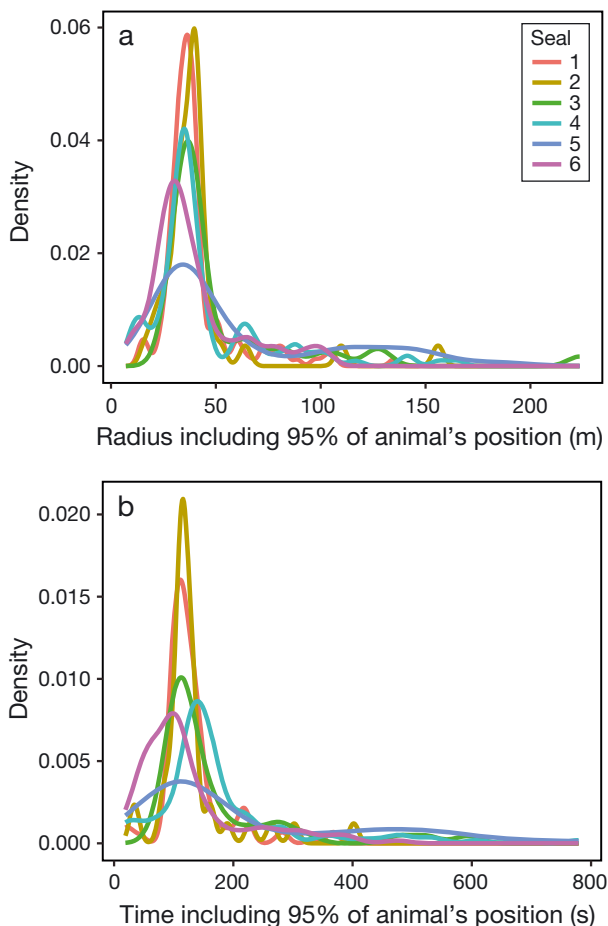 a
0.06
0.04
0.02
0.00
Density
Seal
1
2
3
4
5
6
0 50 100 150 200
Radius including 95% of animal's position (m)
b
0.020
0.015
0.010
0.005
0.000
Density
0 200 400 600 800
Time including 95% of animal's position (s)